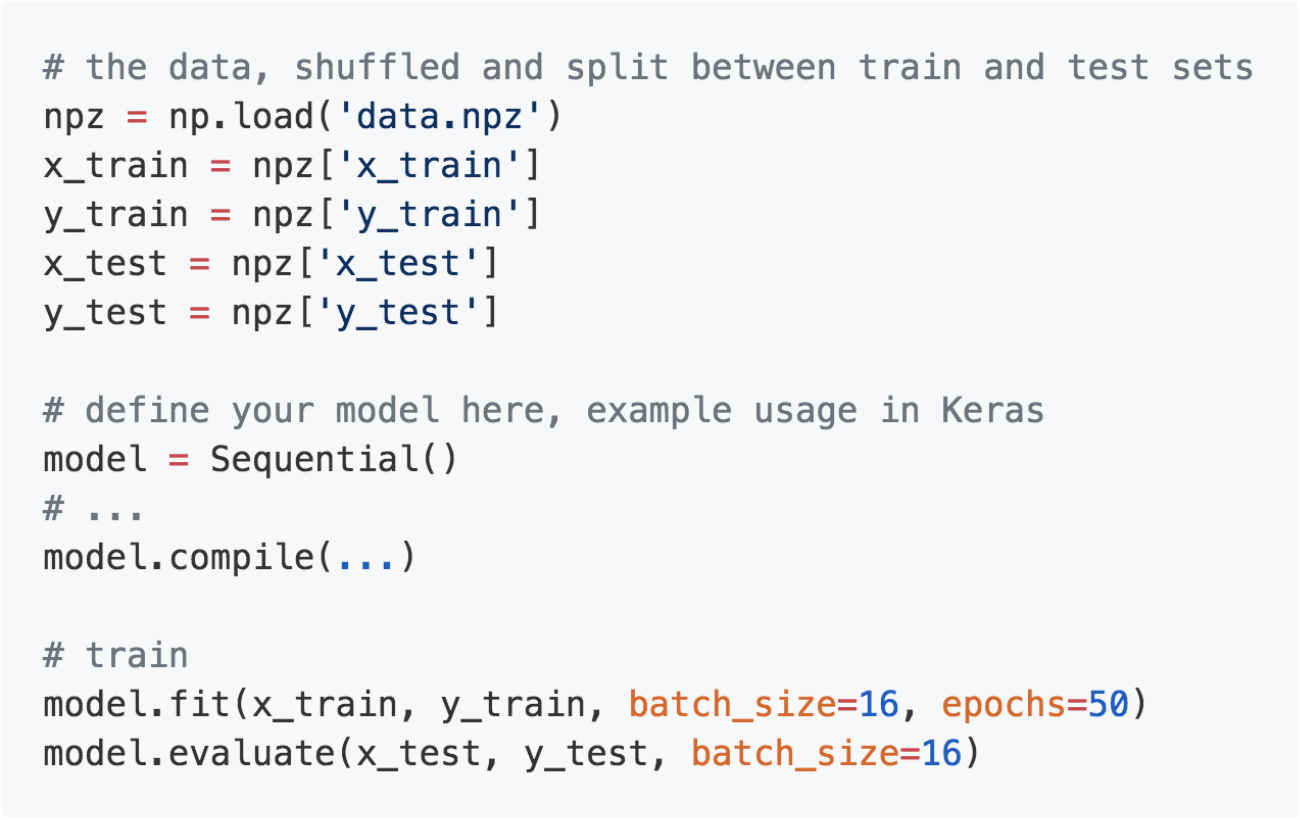 # the data, shuffled and split between train and test sets
npz = np.load('data.npz')
x_train = npz['x_train']
y_train = npz['y_train']
x_test = npz['x_test']
y_test = npz['y_test']
# define your model here, example usage in Keras
model = Sequential()
# ...
model.compile(...)
# train
model.fit(x_train, y_train, batch_size=16, epochs=50)
model.evaluate(x_test, y_test, batch_size=16)